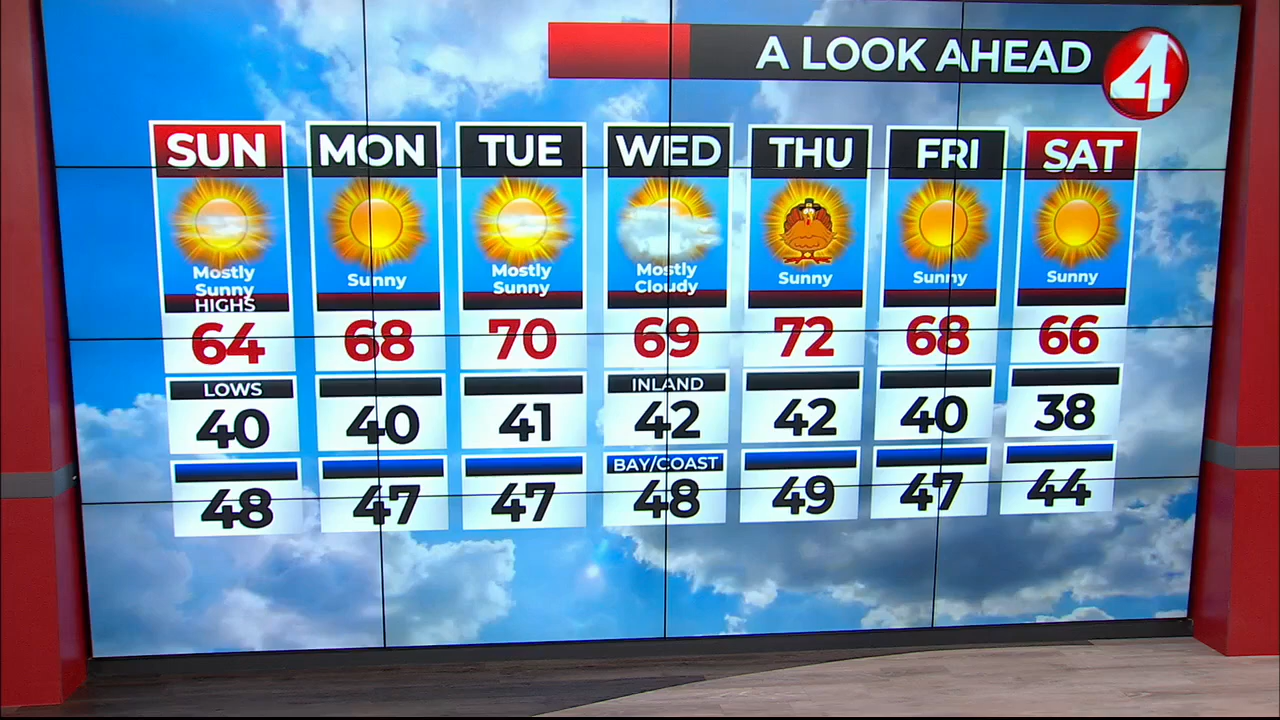 A LOOK AHEAD
4
SUN MON TUE WED THU FRI SAT
Mostly Sunny Mostly Mostly Sunny Sunny Sunny
Sunny Sunny Cloudy
HIGHS
64 68 70 69 72 68 66
LOWS INLAND
40 40 41 42 42 40 38
BAY/COAST
48 47 47 48 49 47 44